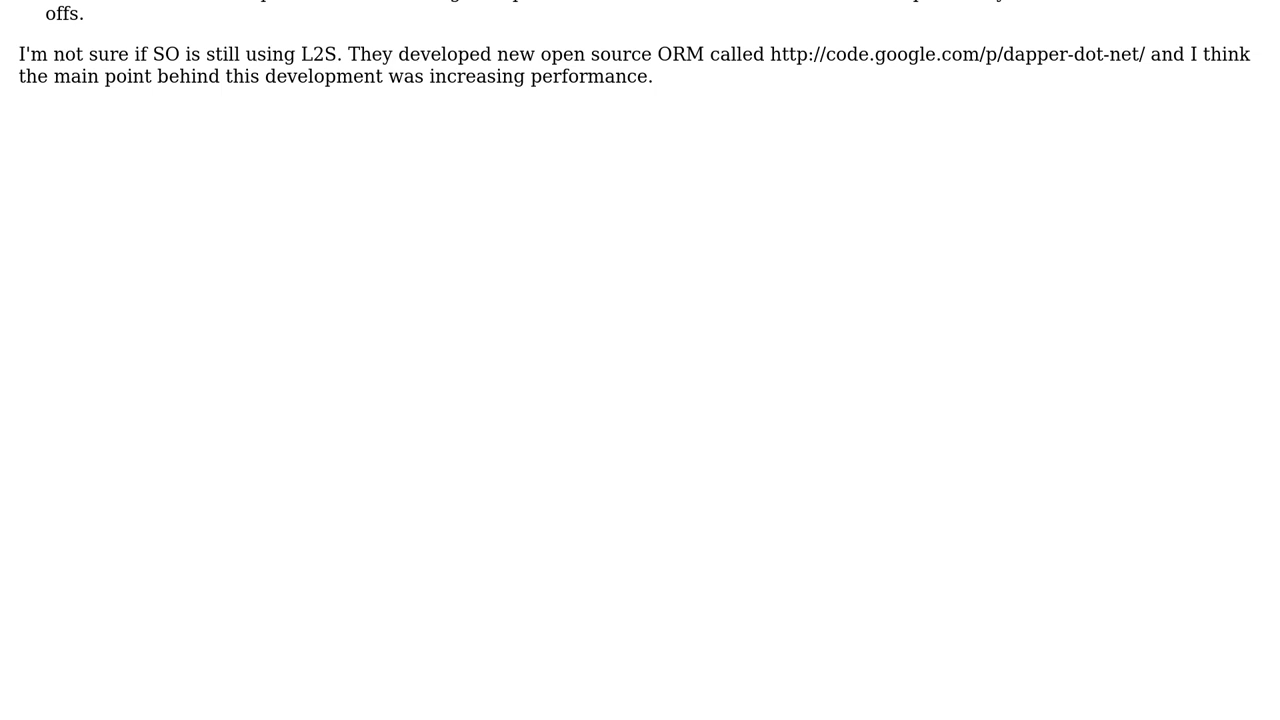 offs.
I'm not sure if SO is still using L2S. They developed new open source ORM called http://code.google.com/p/dapper-dot-net/ and I think
the main point behind this development was increasing performance.